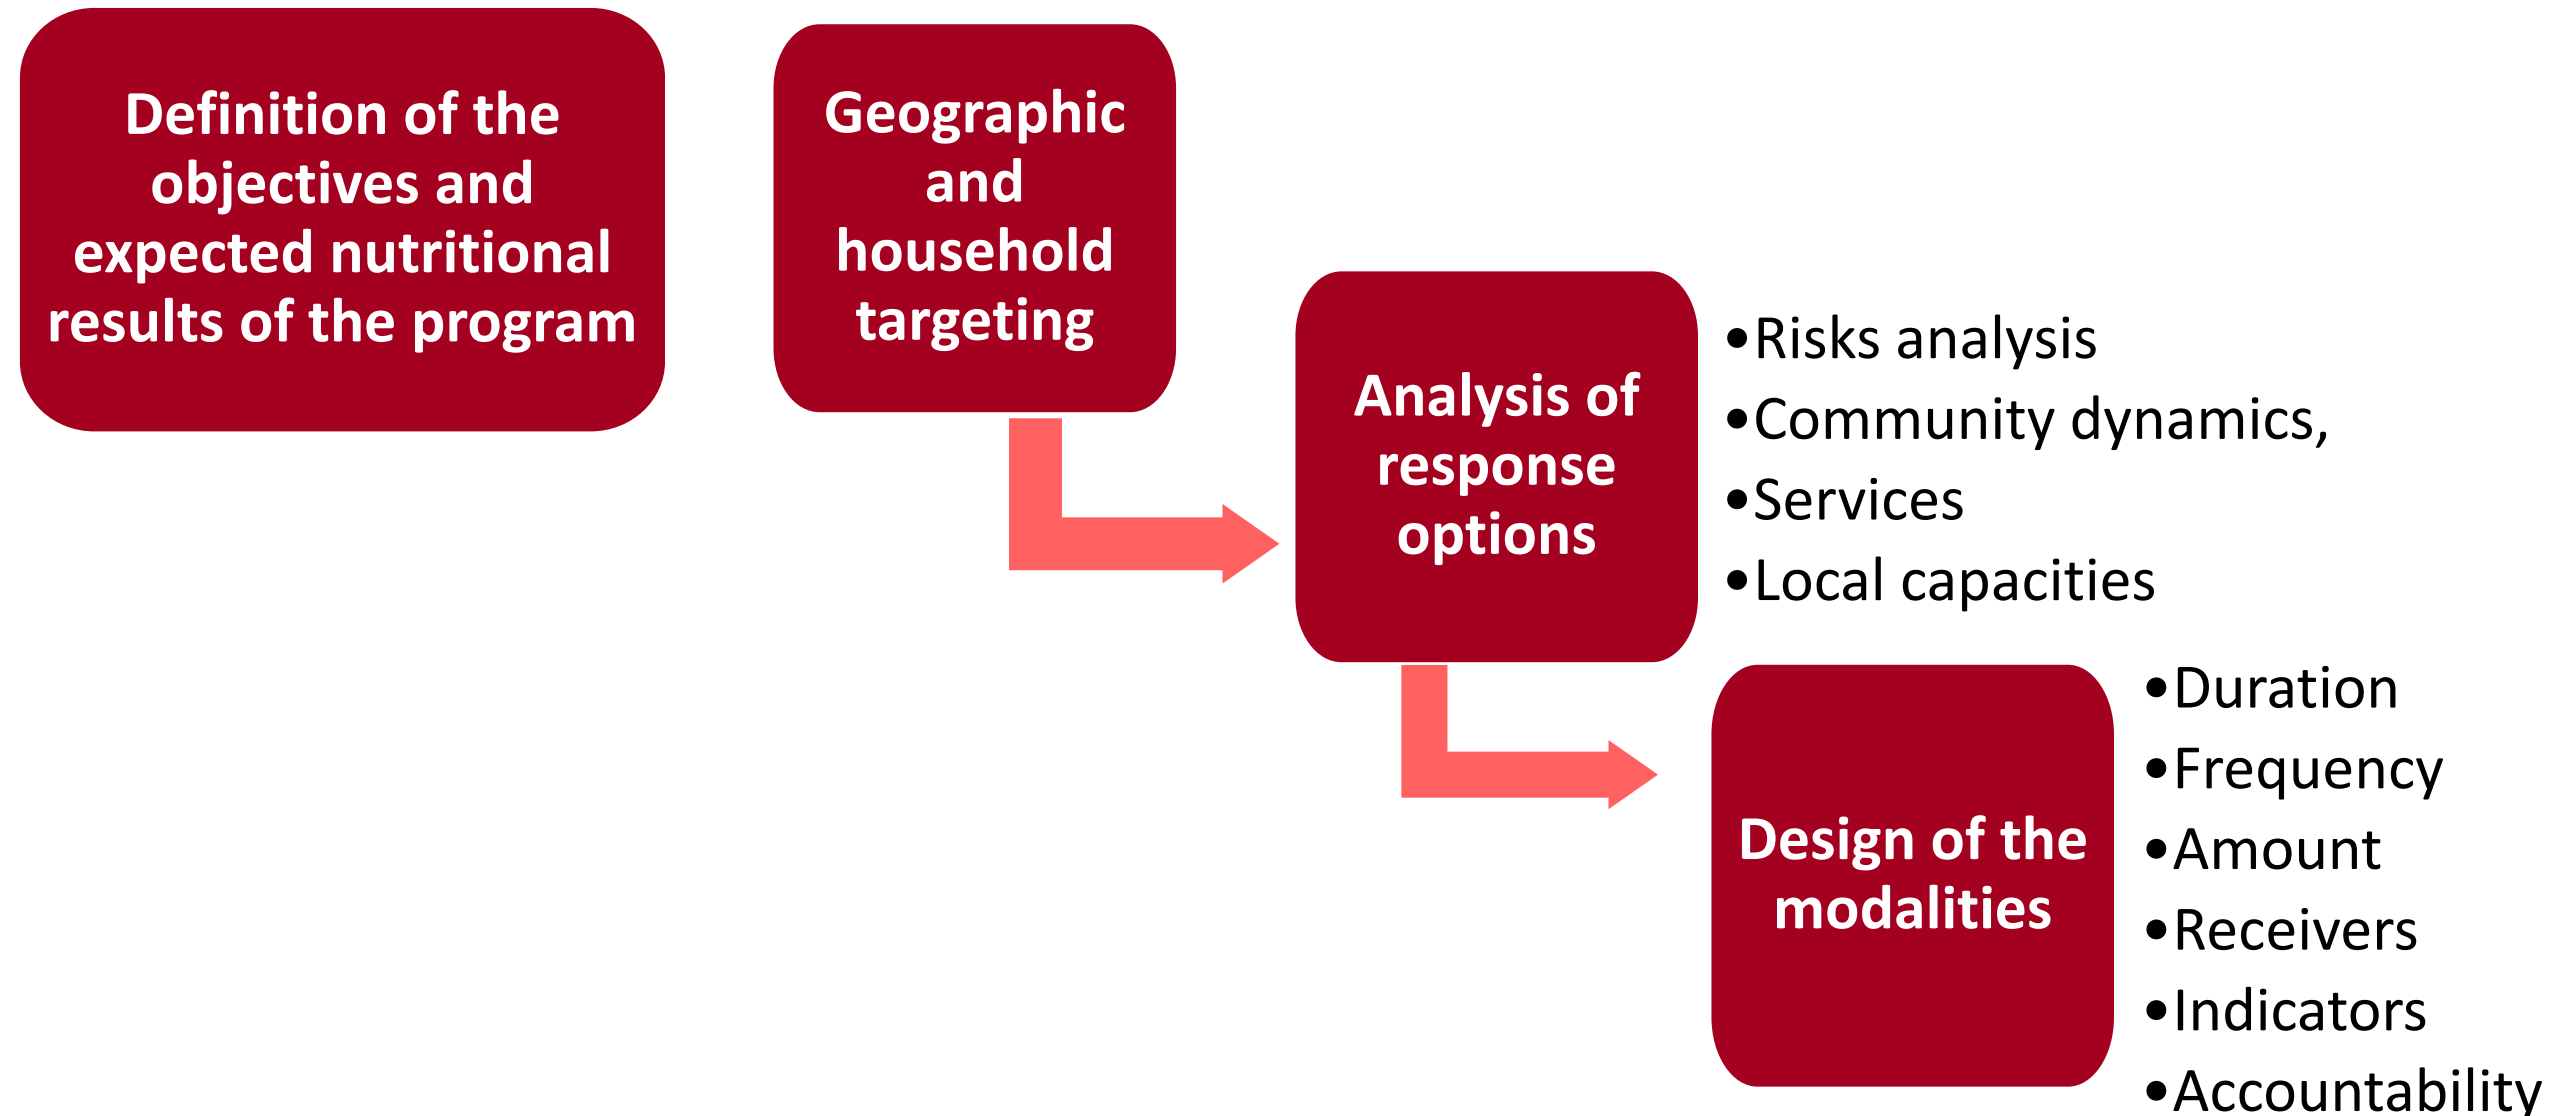 Definition of the
objectives and
expected nutritional
results of the program
Geographic
and
household
targeting
Analysis of
response
options
•Risks analysis
•Community dynamics,
•Services
•Local capacities
Design of the
modalities
•Duration
•Frequency
•Amount
•Receivers
•Indicators
•Accountability